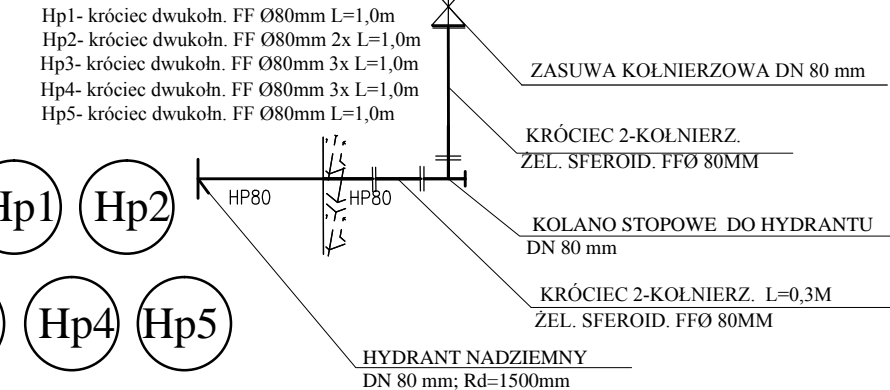 Hp1- króciec dwukołn. FF Ø80mm L=1,0m
Hp2- króciec dwukołn. FF Ø80mm 2x L=1,0m
Hp3- króciec dwukołn. FF Ø80mm 3x L=1,0m
Hp4- króciec dwukołn. FF Ø80mm 3x L=1,0m
Hp5- króciec dwukołn. FF Ø80mm L=1,0m
ZASUWA KOŁNIERZOWA DN 80 mm
KRÓCIEC 2-KOŁNIERZ.
ŻEL. SFEROID. FFØ 80MM
HP80 HP80
Hp1 Hp2
KOLANO STOPOWE DO HYDRANTU
DN 80 mm
KRÓCIEC 2-KOŁNIERZ. L=0,3M
ŻEL. SFEROID. FFØ 80MM
Hp4 Hp5
HYDRANT NADZIEMNY
DN 80 mm; Rd=1500mm